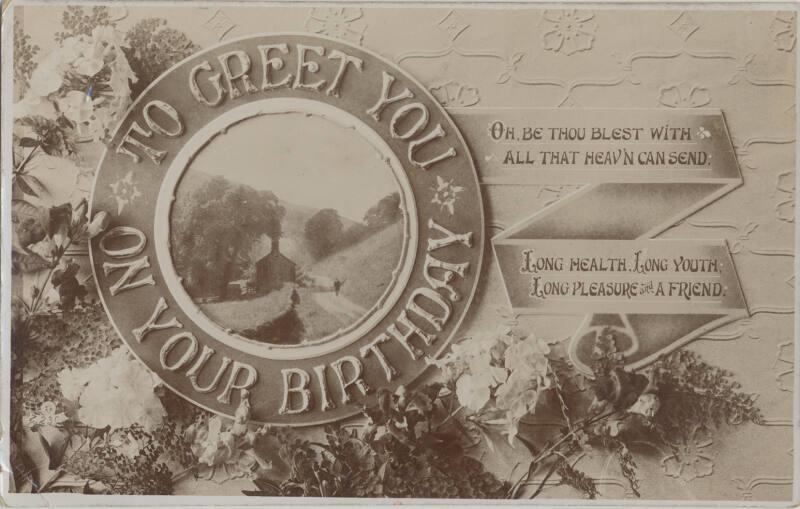 TO GREET YOU
ON YOUR BIRTHDAY
OH, BE THOU BLEST WITH
ALL THAT HEAV'N CAN SEND;
LONG HEALTH, LONG YOUTH,
LONG PLEASURE and A FRIEND.